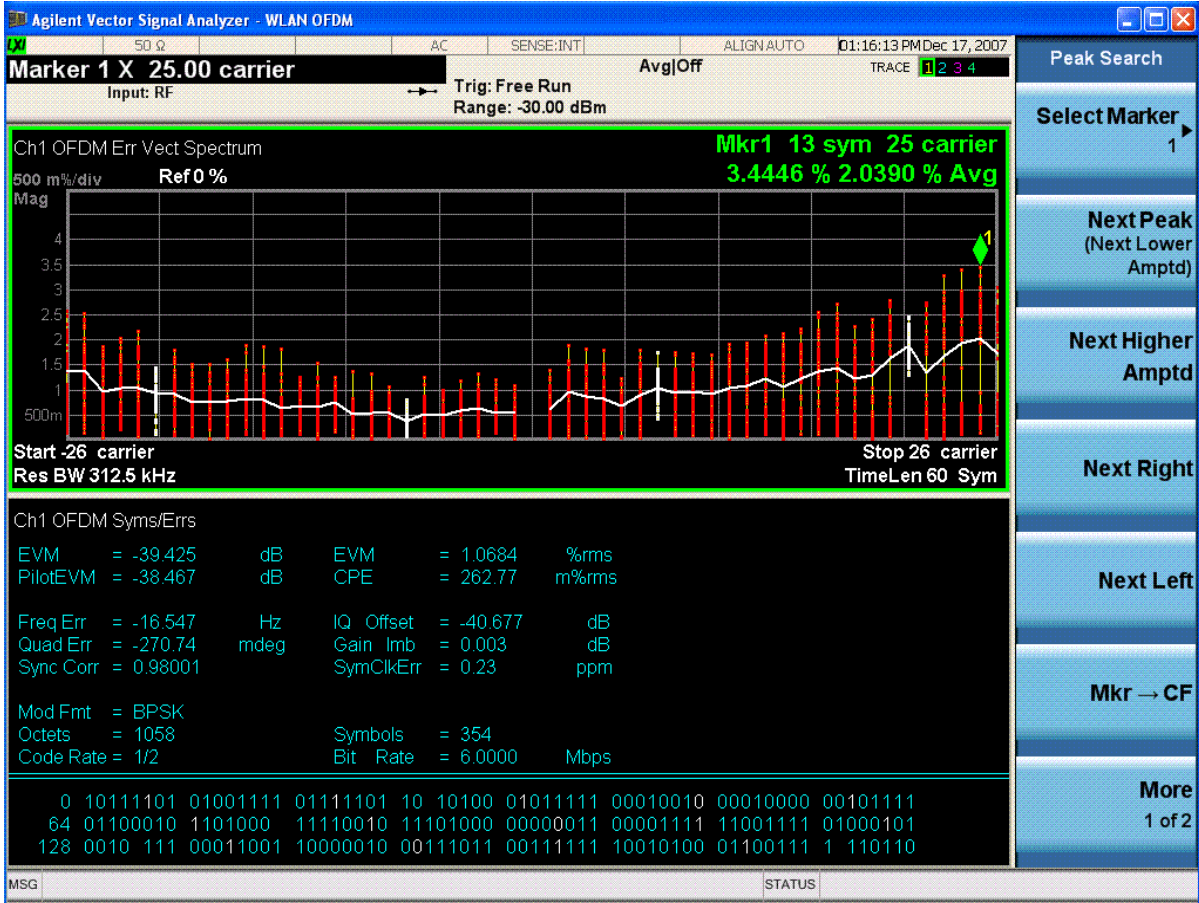 Agilent Vector Signal Analyzer - WLAN OFDM
LXI 50 Ω AC SENSE:INT ALIGN AUTO 01:16:13 PM Dec 17, 2007
Marker 1 X 25.00 carrier
Avg|Off
TRACE 1 2 3 4
Input: RF
Trig: Free Run
Range: -30.00 dBm
Ch1 OFDM Err Vect Spectrum
Mkr1 13 sym 25 carrier
500 m%/div Ref 0 %
3.4446 % 2.0390 % Avg
Mag
4
3.5
3
2.5
2
1.5
1
500m
1
Start -26 carrier Stop 26 carrier
Res BW 312.5 kHz TimeLen 60 Sym
Ch1 OFDM Syms/Errs
EVM = -39.425 dB EVM = 1.0684 %rms
PilotEVM = -38.467 dB CPE = 262.77 m%rms
Freq Err = -16.547 Hz IQ Offset = -40.677 dB
Quad Err = -270.74 mdeg Gain Imb = 0.003 dB
Sync Corr = 0.98001 SymClkErr = 0.23 ppm
Mod Fmt = BPSK
Octets = 1058 Symbols = 354
Code Rate = 1/2 Bit Rate = 6.0000 Mbps
0 10111101 01001111 01111101 10 10100 01011111 00010010 00010000 00101111
64 01100010 1101000 11110010 11101000 00000011 00001111 11001111 01000101
128 0010 111 00011001 10000010 00111011 00111111 10010100 01100111 1 110110
MSG STATUS
Peak Search
Select Marker
1
Next Peak
(Next Lower
Amptd)
Next Higher
Amptd
Next Right
Next Left
Mkr → CF
More
1 of 2